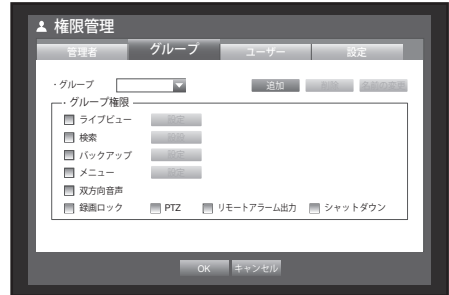 権限管理
管理者 グループ ユーザー 設定
・グループ 追加 削除 名前の変更
・グループ権限
ライブビュー 設定
検索 設定
バックアップ 設定
メニュー 設定
双方向音声
録画ロック PTZ リモートアラーム出力 シャットダウン
OK キャンセル